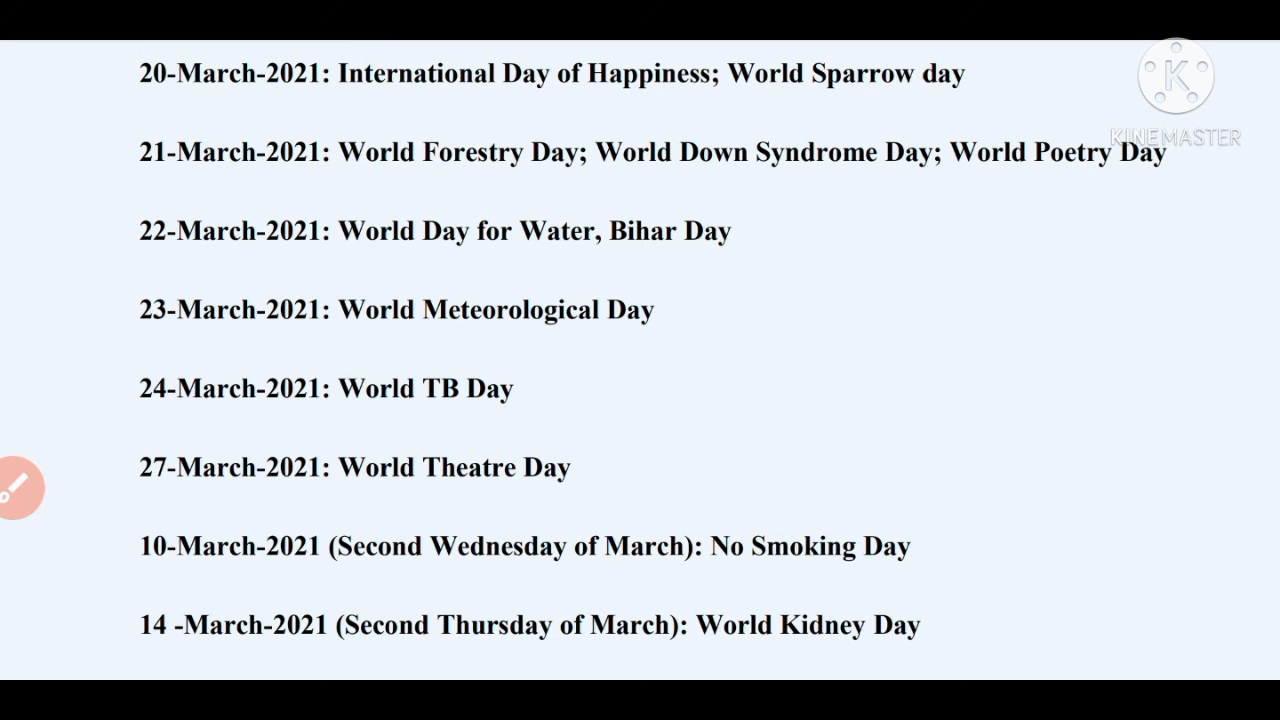 20-March-2021: International Day of Happiness; World Sparrow day
K
KINEMASTER
21-March-2021: World Forestry Day; World Down Syndrome Day; World Poetry Day
22-March-2021: World Day for Water, Bihar Day
23-March-2021: World Meteorological Day
24-March-2021: World TB Day
27-March-2021: World Theatre Day
10-March-2021 (Second Wednesday of March): No Smoking Day
14 -March-2021 (Second Thursday of March): World Kidney Day